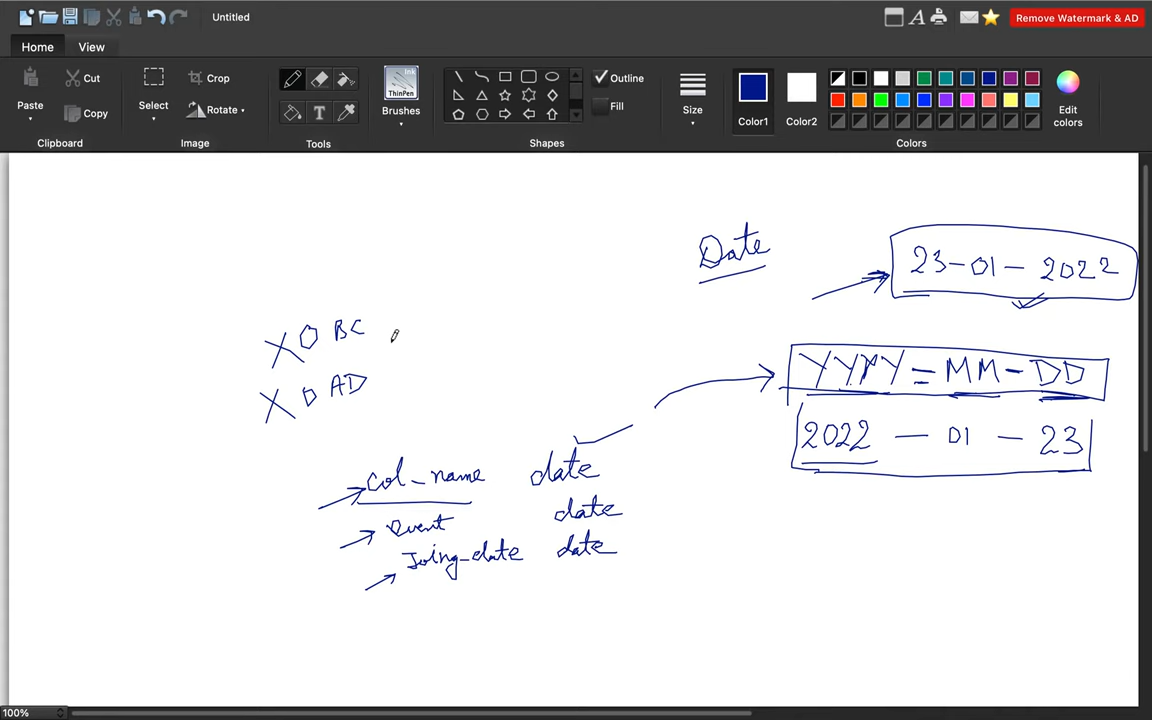 Untitled
Remove Watermark & AD
Home View
Paste
Cut
Copy
Clipboard
Select
Crop
Rotate
Image
Tools
Ink
ThinPen
Brushes
Outline
Fill
Shapes
Size
Color1
Color2
Edit
colors
Colors
Date
23-01-2022
X O BC
X O AD
YYYY=MM-DD
2022 - 01 - 23
Col_name date
Event date
Joing_date date
100%